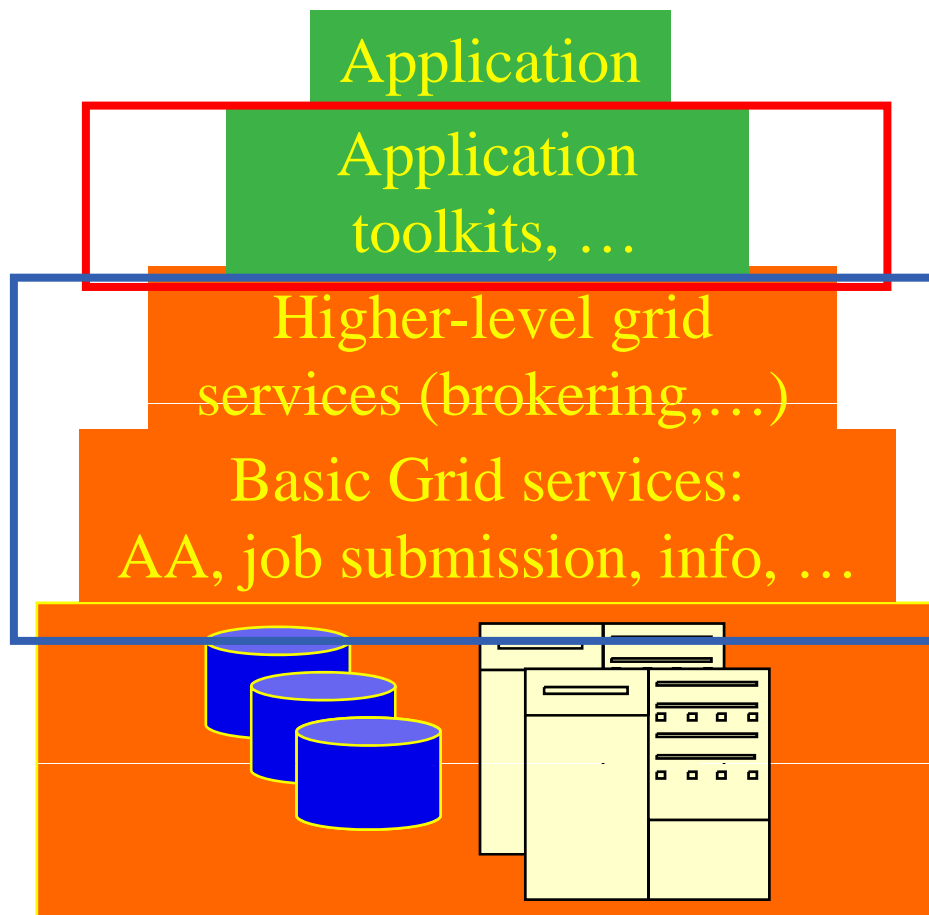 Application
Application
toolkits, …
Higher-level grid
services (brokering,…)
Basic Grid services:
AA, job submission, info, …